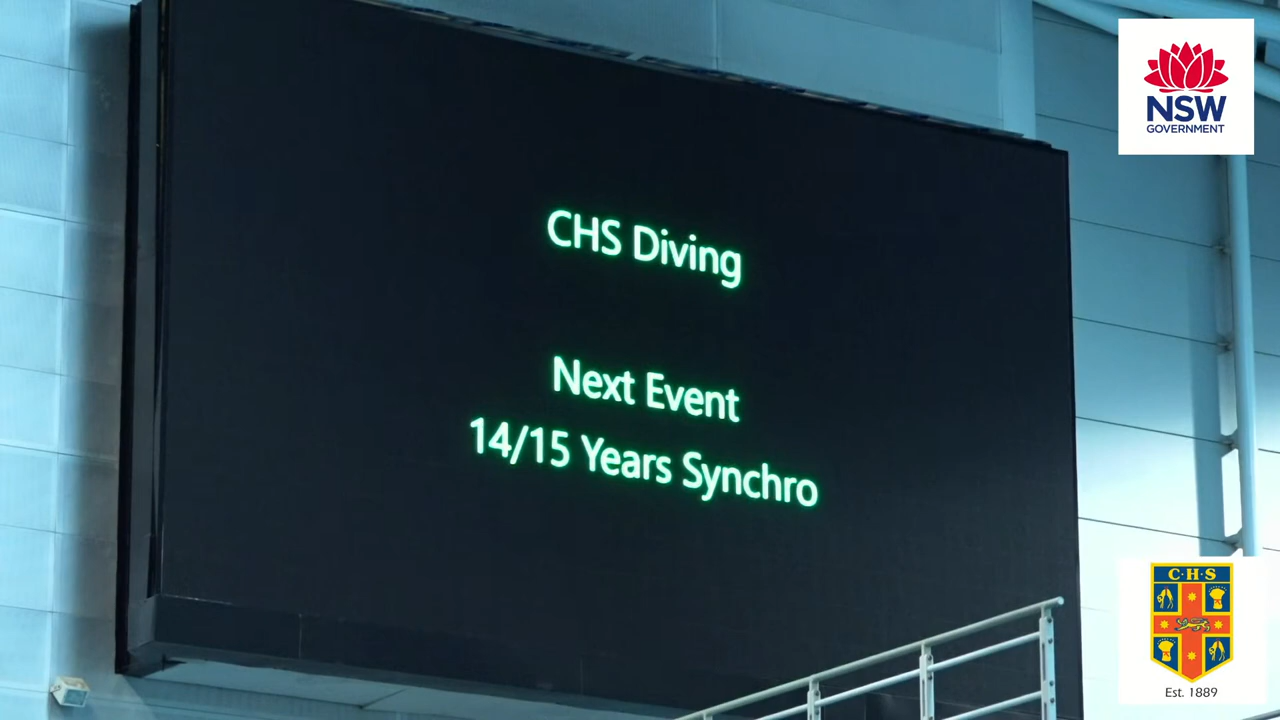 CHS Diving
Next Event
14/15 Years Synchro
NSW
GOVERNMENT
C·H·S
Est. 1889